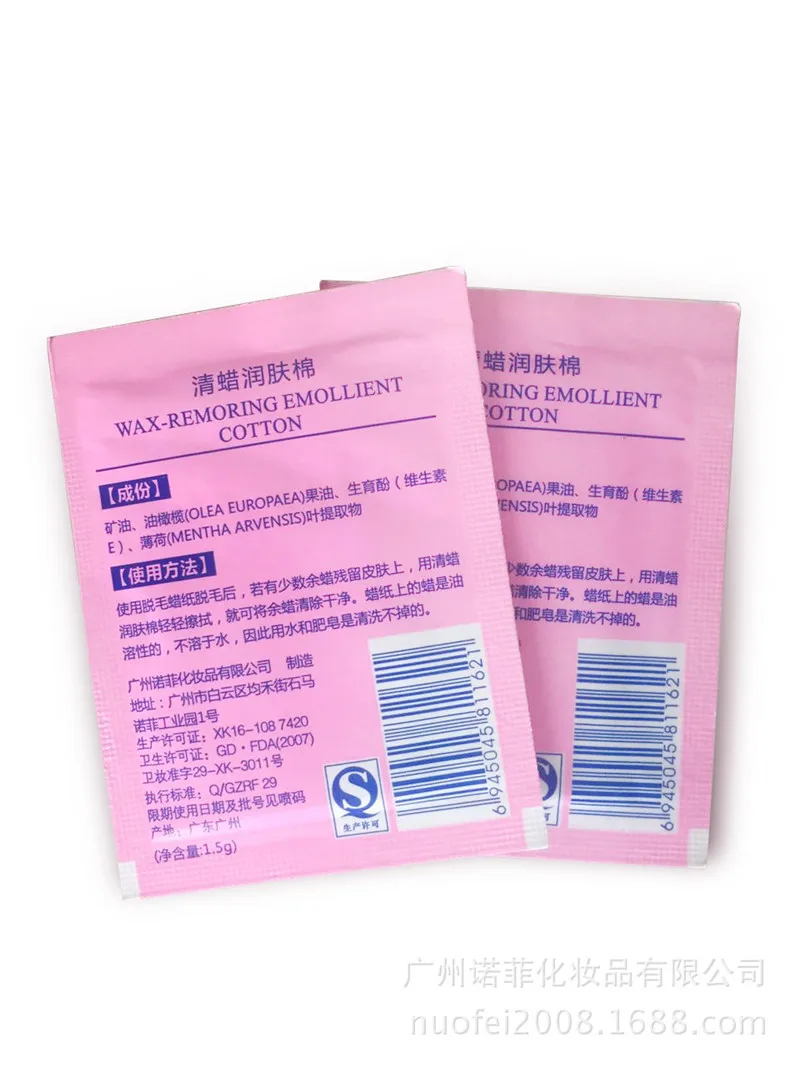 清蜡润肤棉
WAX-REMORING EMOLLIENT
COTTON
【成份】
矿油、油橄榄(OLEA EUROPAEA)果油、生育酚(维生素
E)、薄荷(MENTHA ARVENSIS)叶提取物
【使用方法】
使用脱毛蜡纸脱毛后，若有少数余蜡残留皮肤上，用清蜡
润肤棉轻轻擦拭，就可将余蜡清除干净。蜡纸上的蜡是油
溶性的，不溶于水，因此用水和肥皂是清洗不掉的。
广州诺菲化妆品有限公司 制造
地址：广州市白云区均禾街石马
诺菲工业园1号
生产许可证：XK16-108 7420
卫生许可证：GD·FDA(2007)
卫妆准字29-XK-3011号
执行标准：Q/GZRF 29
限期使用日期及批号见喷码
产地：广东广州
(净含量:1.5g)
生产许可
6 945045 811621
蜡润肤棉
ORING EMOLLIENT
COTTON
ROPAEA)果油、生育酚(维生素
ENSIS)叶提取物
少数余蜡残留皮肤上，用清蜡
清除干净。蜡纸上的蜡是油
和肥皂是清洗不掉的。
6 945045 811621
广州诺菲化妆品有限公司
nuofei2008.1688.com